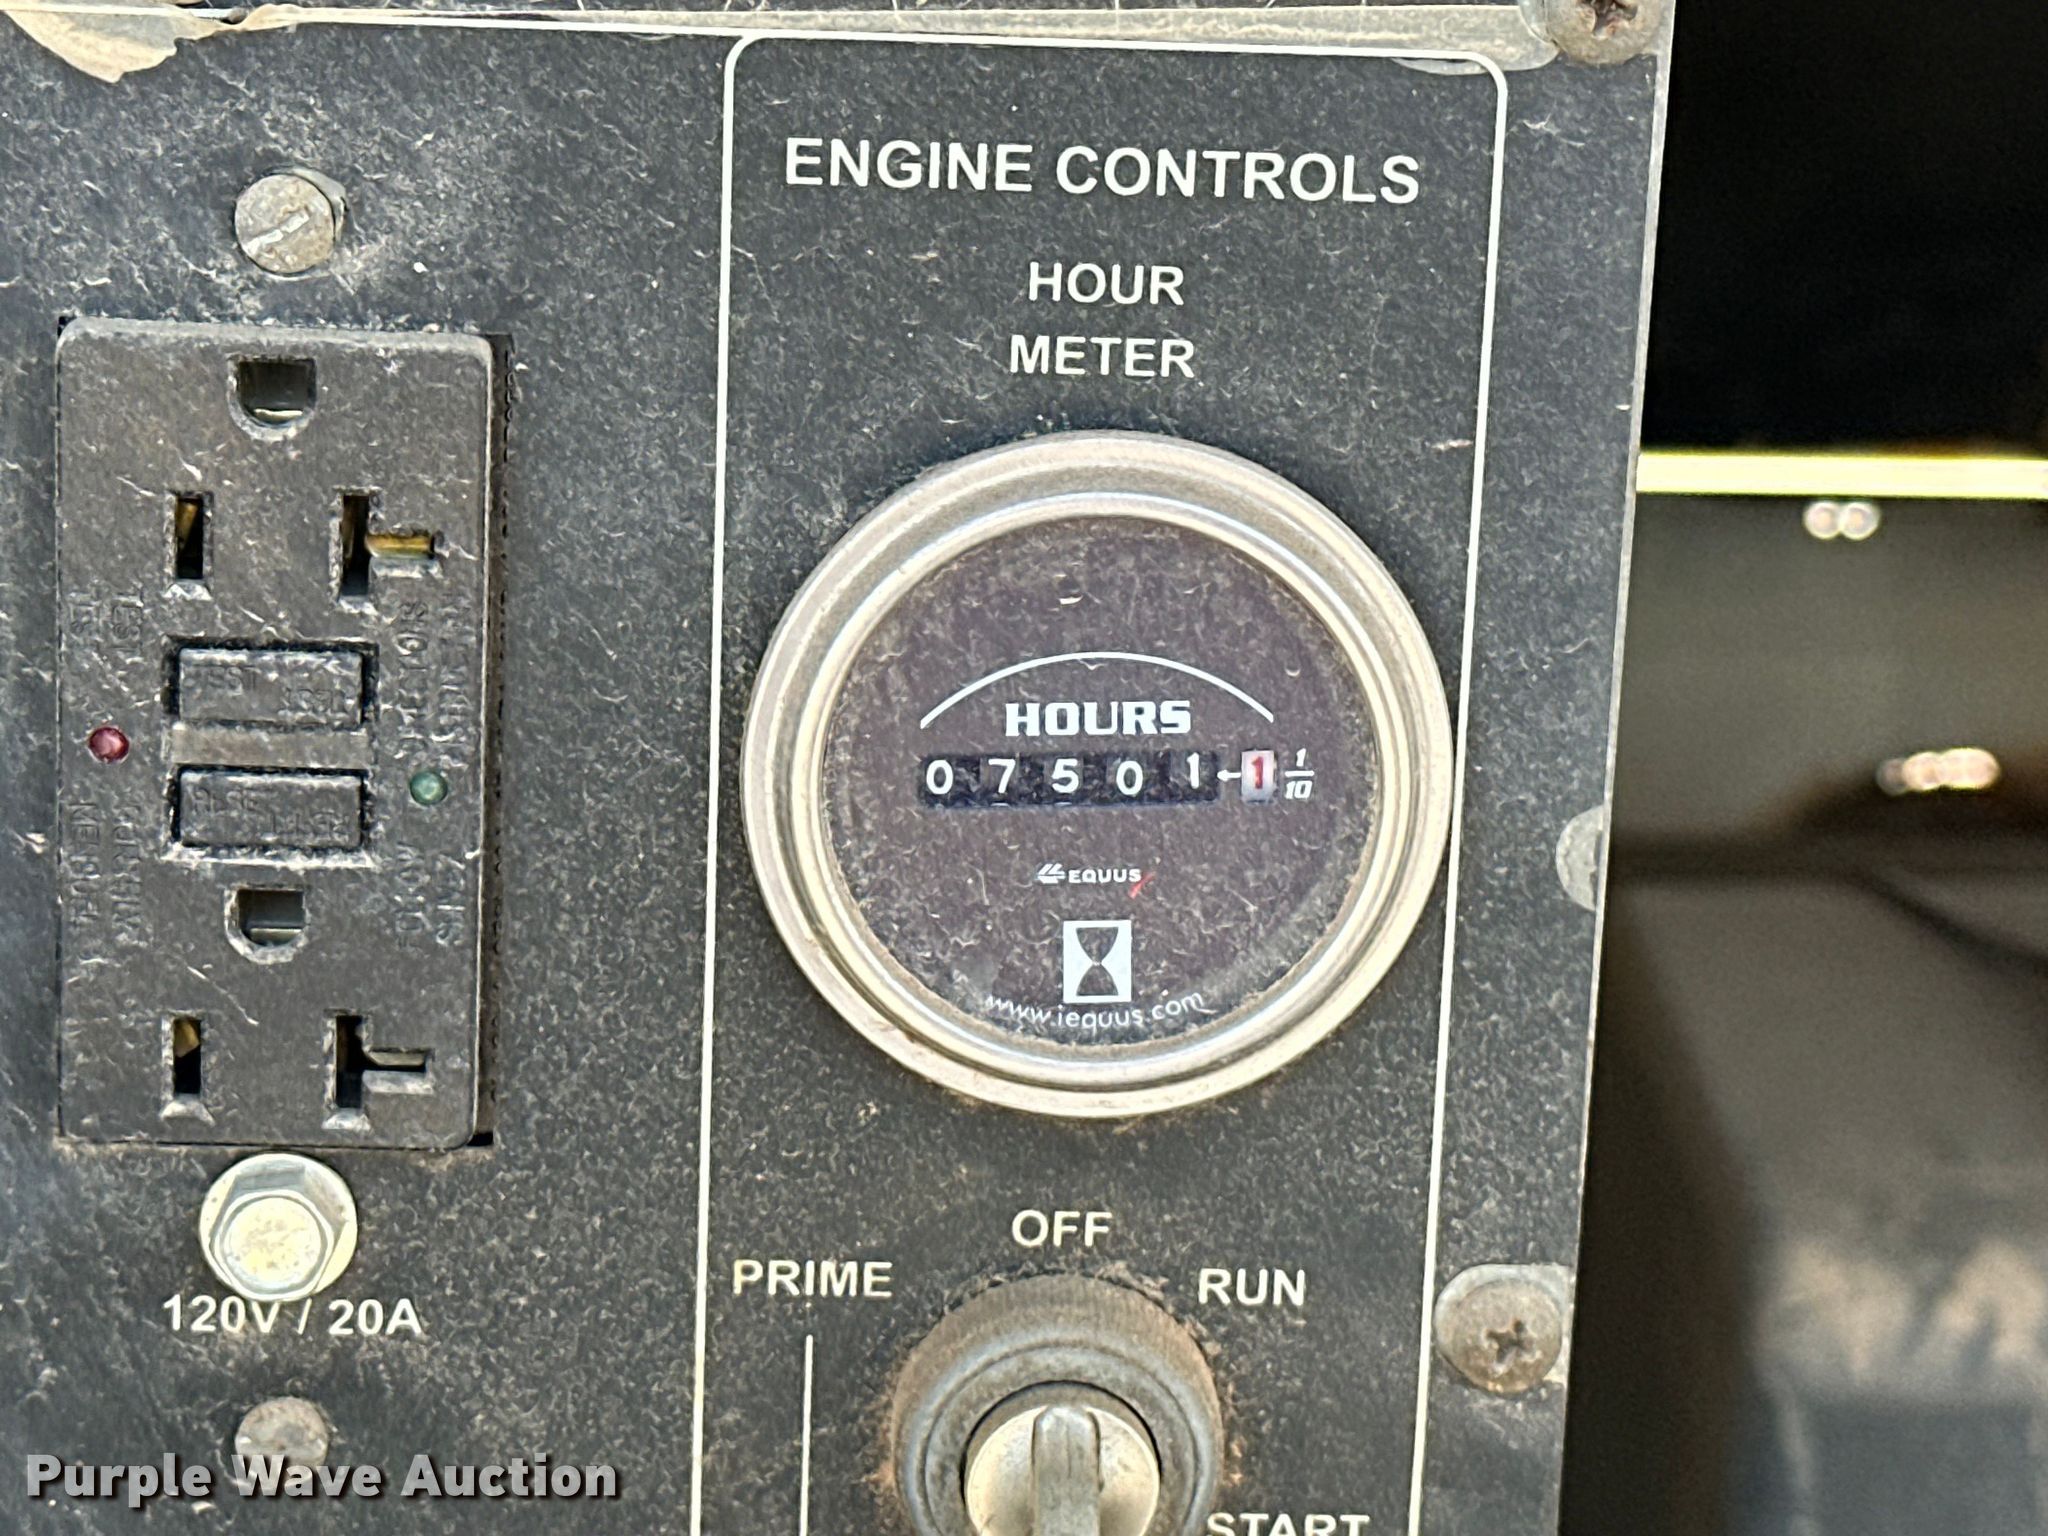 ENGINE CONTROLS
HOUR
METER
HOURS
0 7 5 0 1 1 1/10
EQUUS
www.iequus.com
OFF
PRIME
RUN
START
120V / 20A
Purple Wave Auction